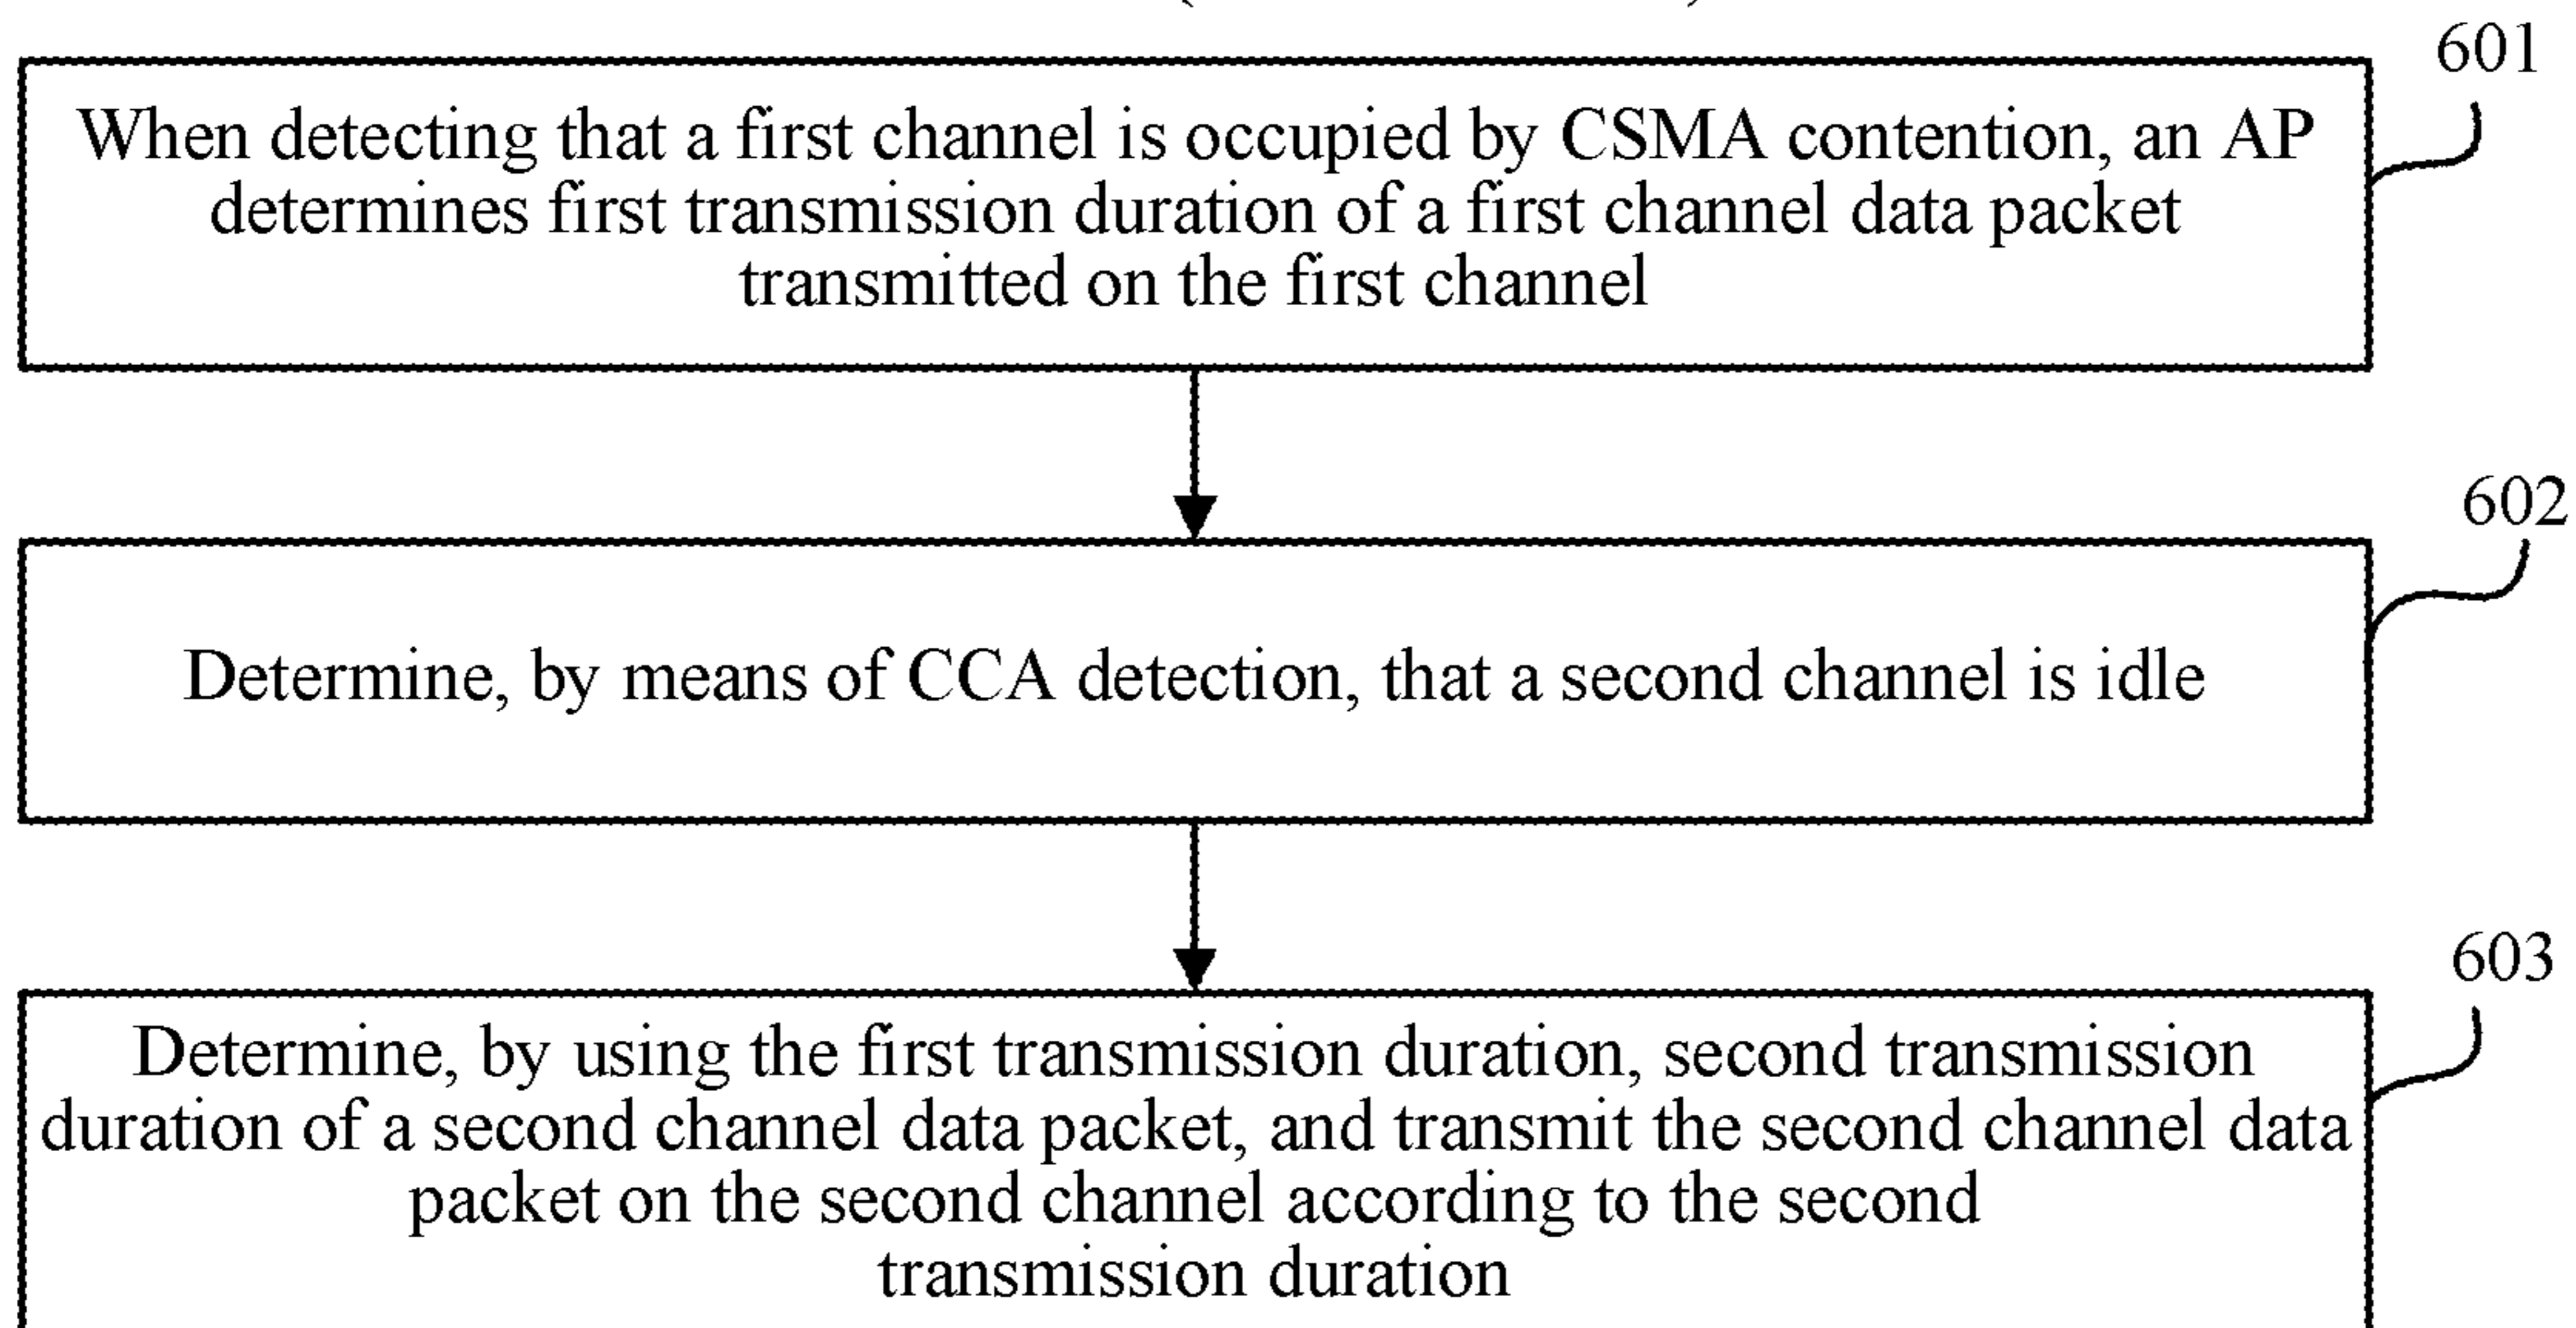 601
When detecting that a first channel is occupied by CSMA contention, an AP
determines first transmission duration of a first channel data packet
transmitted on the first channel
602
Determine, by means of CCA detection, that a second channel is idle
603
Determine, by using the first transmission duration, second transmission
duration of a second channel data packet, and transmit the second channel data
packet on the second channel according to the second
transmission duration